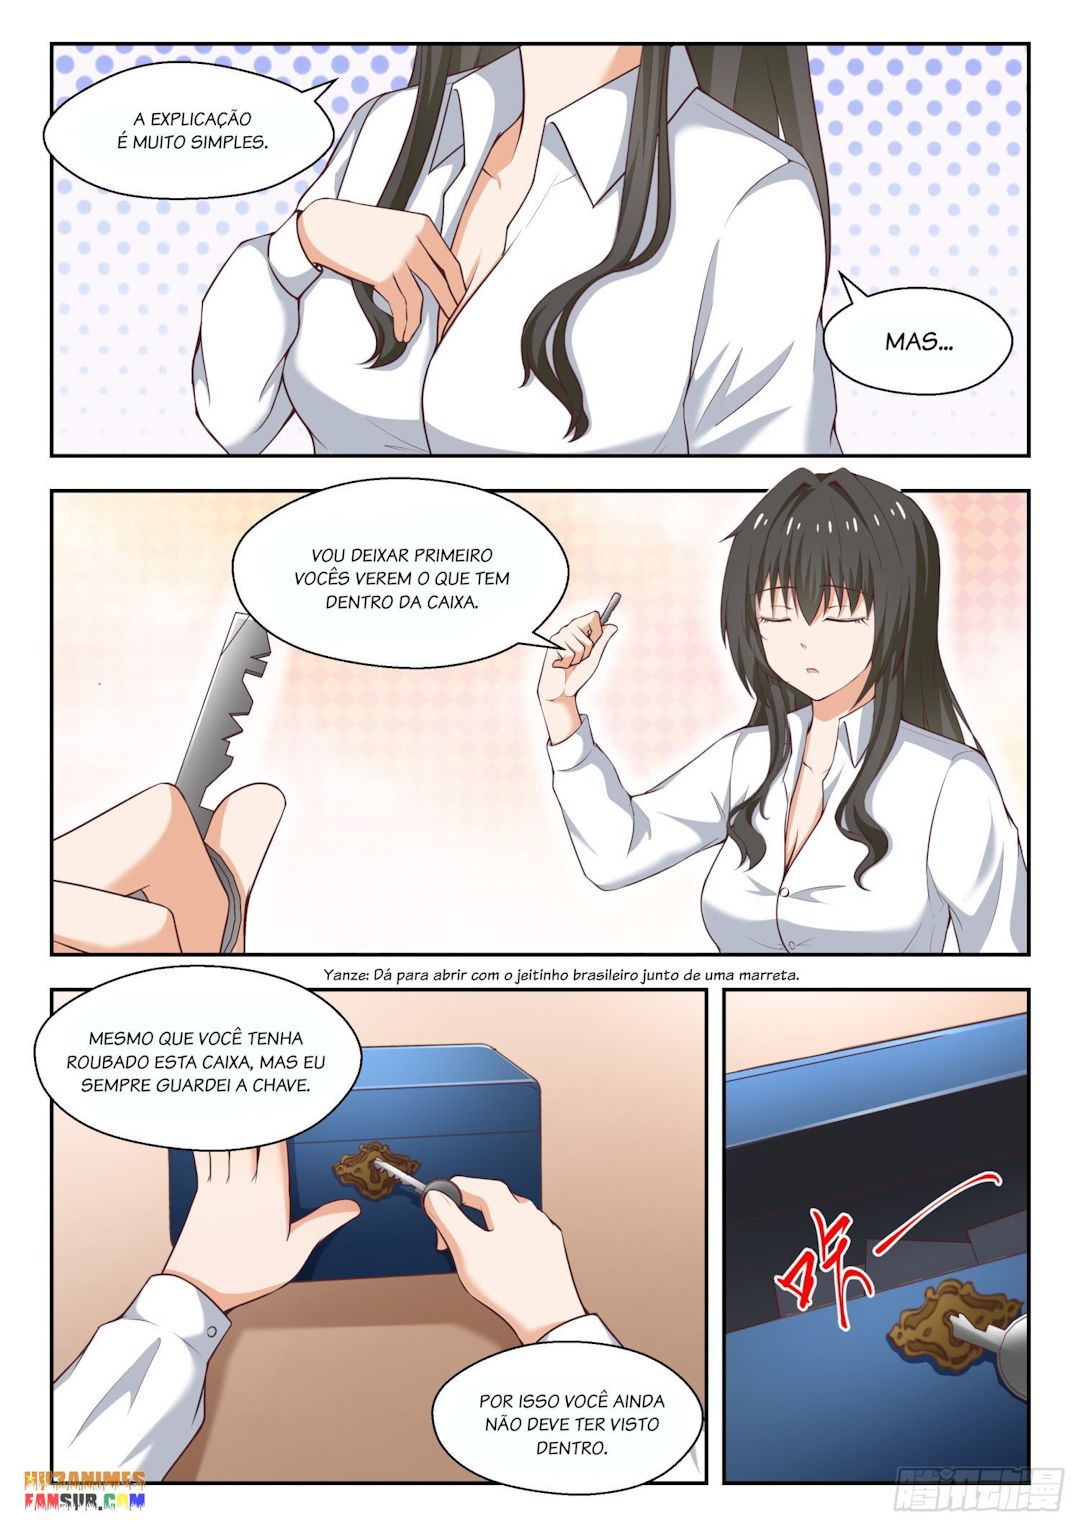 A EXPLICAÇÃO
É MUITO SIMPLES.
MAS...
VOU DEIXAR PRIMEIRO
VOCÊS VEREM O QUE TEM
DENTRO DA CAIXA.
Yanze: Dá para abrir com o jeitinho brasileiro junto de uma marreta.
MESMO QUE VOCÊ TENHA
ROUBADO ESTA CAIXA, MAS EU
SEMPRE GUARDEI A CHAVE.
咔
POR ISSO VOCÊ AINDA
NÃO DEVE TER VISTO
DENTRO.
HU3ANIMES
FANSUB.COM
腾讯动漫